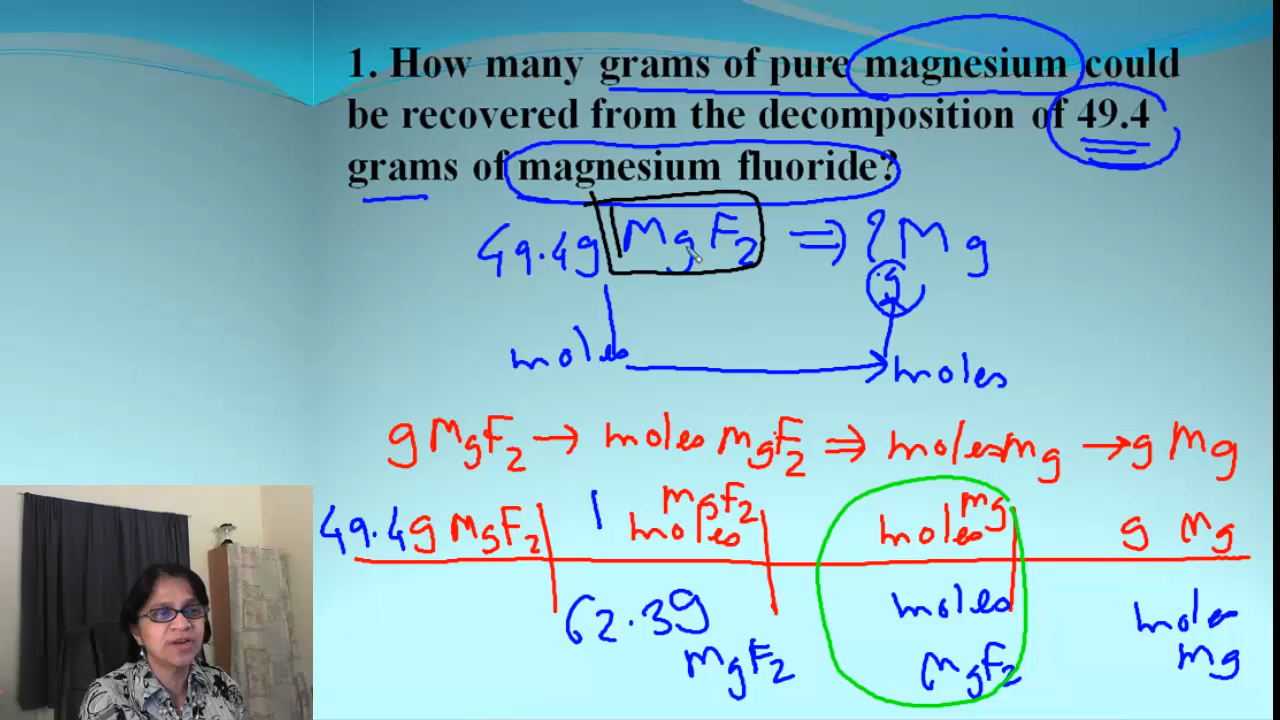 1. How many grams of pure magnesium could
be recovered from the decomposition of 49.4
grams of magnesium fluoride?
49.4g MgF2 ⇒ ? Mg
g
moles → moles
g MgF2 → moles MgF2 ⇒ moles Mg → g Mg
49.4g MgF2 1 moles MgF2 moles Mg g Mg
62.3g MgF2 moles MgF2 moles Mg